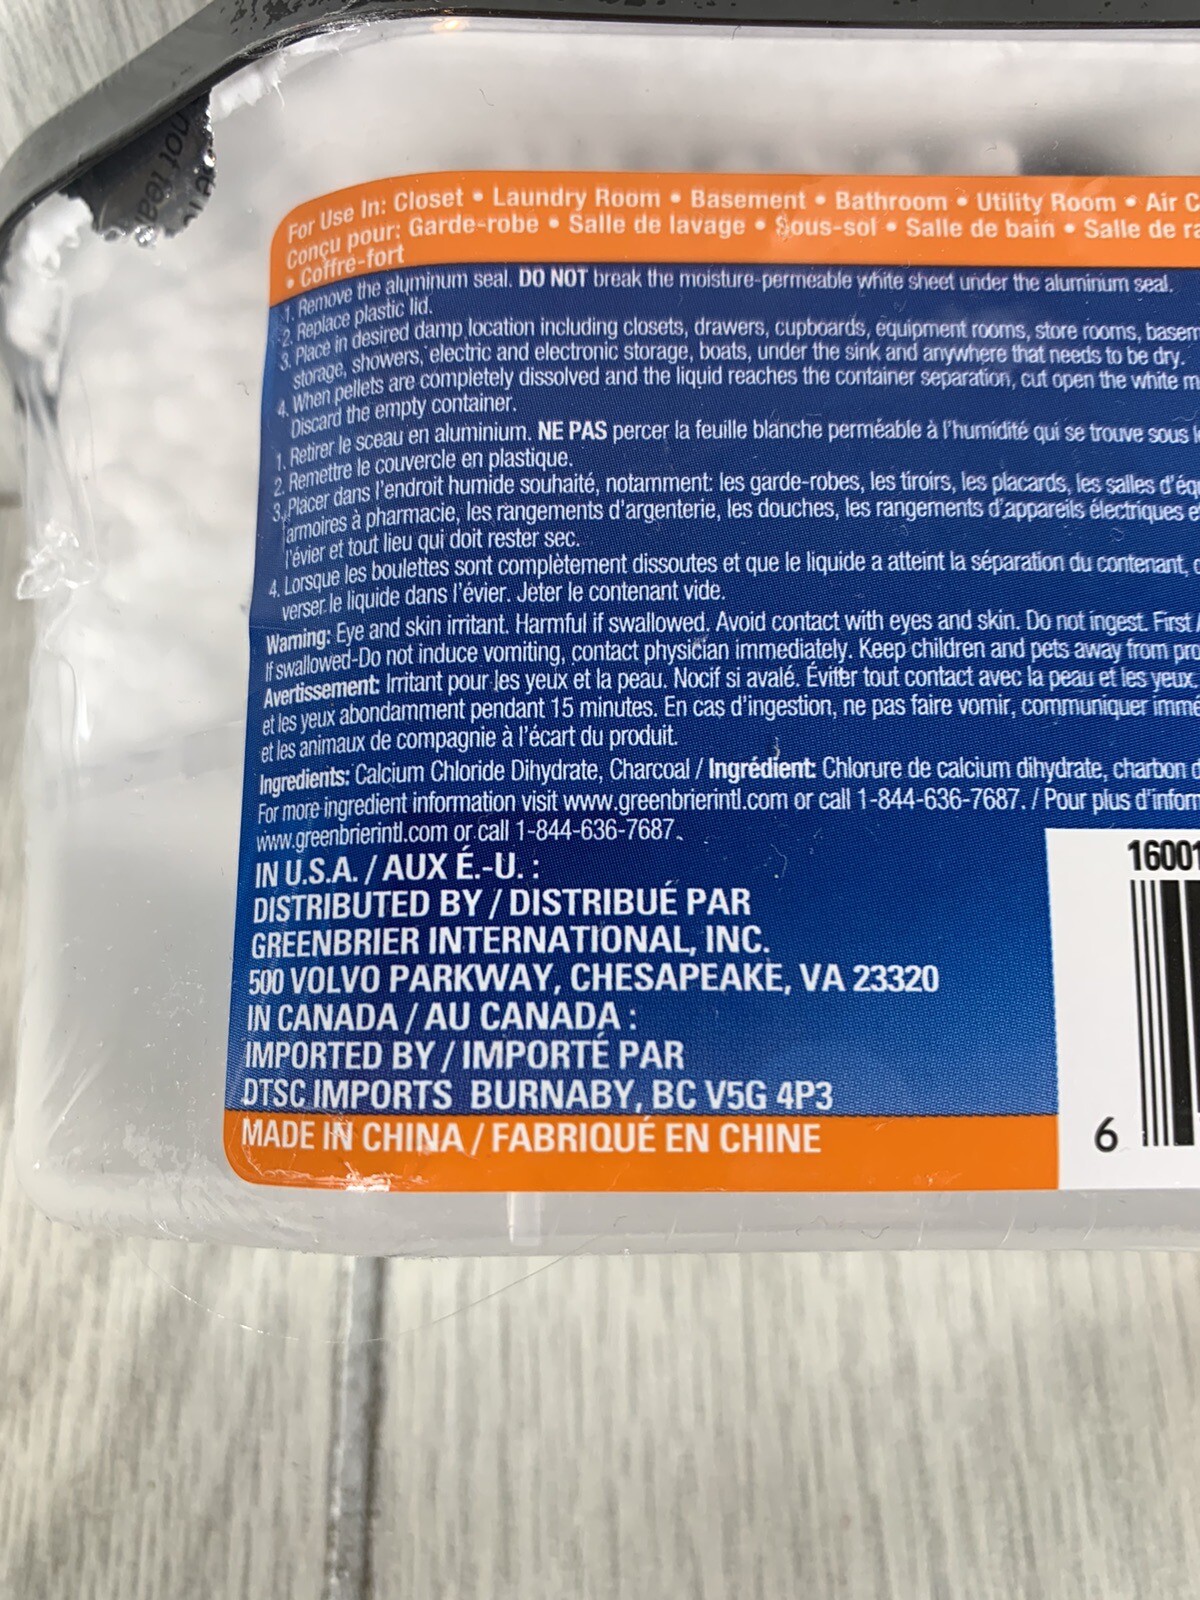 not tear
For Use In: Closet • Laundry Room • Basement • Bathroom • Utility Room • Air
Conçu pour: Garde-robe • Salle de lavage • Sous-sol • Salle de bain • Salle de
• Coffre-fort
1. Remove the aluminum seal. DO NOT break the moisture-permeable white sheet under the aluminum seal.
2. Replace plastic lid.
3. Place in desired damp location including closets, drawers, cupboards, equipment rooms, store rooms,
storage, showers, electric and electronic storage, boats, under the sink and anywhere that needs to be dry.
4. When pellets are completely dissolved and the liquid reaches the container separation, cut open the white
Discard the empty container.
1. Retirer le sceau en aluminium. NE PAS percer la feuille blanche perméable à l'humidité qui se trouve sous
2. Remettre le couvercle en plastique.
3. Placer dans l'endroit humide souhaité, notamment: les garde-robes, les tiroirs, les placards, les salles
armoires à pharmacie, les rangements d'argenterie, les douches, les rangements d'appareils électriques
l'évier et tout lieu qui doit rester sec.
4. Lorsque les boulettes sont complètement dissoutes et que le liquide a atteint la séparation du contenant,
verser le liquide dans l'évier. Jeter le contenant vide.
Warning: Eye and skin irritant. Harmful if swallowed. Avoid contact with eyes and skin. Do not ingest. First
If swallowed-Do not induce vomiting, contact physician immediately. Keep children and pets away from
Avertissement: Irritant pour les yeux et la peau. Nocif si avalé. Éviter tout contact avec la peau et les yeux.
et les yeux abondamment pendant 15 minutes. En cas d'ingestion, ne pas faire vomir, communiquer
et les animaux de compagnie à l'écart du produit.
Ingredients: Calcium Chloride Dihydrate, Charcoal / Ingrédient: Chlorure de calcium dihydrate, charbon
For more ingredient information visit www.greenbrierintl.com or call 1-844-636-7687. / Pour plus
www.greenbrierintl.com or call 1-844-636-7687.
IN U.S.A. / AUX É.-U. :
DISTRIBUTED BY / DISTRIBUÉ PAR
GREENBRIER INTERNATIONAL, INC.
500 VOLVO PARKWAY, CHESAPEAKE, VA 23320
IN CANADA / AU CANADA :
IMPORTED BY / IMPORTÉ PAR
DTSC IMPORTS BURNABY, BC V5G 4P3
MADE IN CHINA / FABRIQUÉ EN CHINE
16001
6